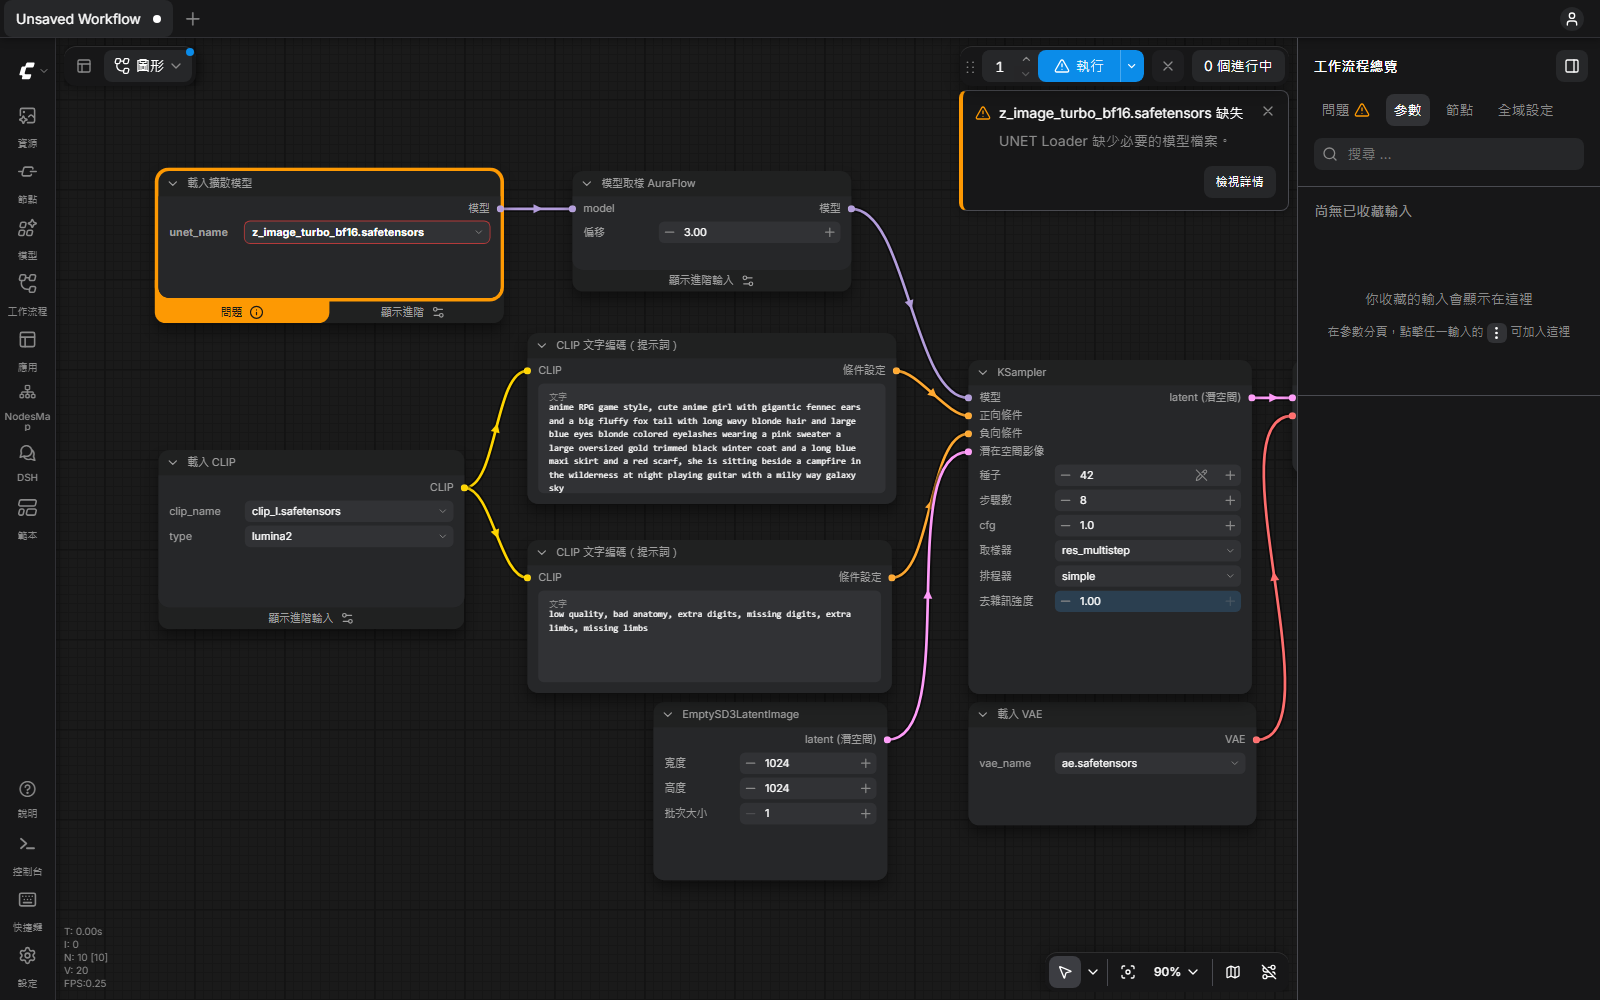 Unsaved Workflow
圖形
1
執行
0 個進行中
工作流程總覽
問題
參數
節點
全域設定
搜尋 ...
尚無已收藏輸入
你收藏的輸入會顯示在這裡
在參數分頁，點擊任一輸入的 可加入這裡
z_image_turbo_bf16.safetensors 缺失
UNET Loader 缺少必要的模型檔案。
檢視詳情
資源
節點
模型
工作流程
應用
NodesMa
p
DSH
範本
說明
控制台
快捷鍵
設定
載入擴散模型
模型
unet_name
z_image_turbo_bf16.safetensors
問題
顯示進階
模型取樣 AuraFlow
model
模型
偏移
3.00
顯示進階輸入
CLIP 文字編碼 ( 提示詞 )
CLIP
條件設定
文字
anime RPG game style, cute anime girl with gigantic fennec ears
and a big fluffy fox tail with long wavy blonde hair and large
blue eyes blonde colored eyelashes wearing a pink sweater a
large oversized gold trimmed black winter coat and a long blue
maxi skirt and a red scarf, she is sitting beside a campfire in
the wilderness at night playing guitar with a milky way galaxy
sky
載入 CLIP
CLIP
clip_name
clip_l.safetensors
type
lumina2
顯示進階輸入
CLIP 文字編碼 ( 提示詞 )
CLIP
條件設定
文字
low quality, bad anatomy, extra digits, missing digits, extra
limbs, missing limbs
KSampler
模型
latent (潛空間)
正向條件
負向條件
潛在空間影像
種子
42
步驟數
8
cfg
1.0
取樣器
res_multistep
排程器
simple
去雜訊強度
1.00
EmptySD3LatentImage
latent (潛空間)
寬度
1024
高度
1024
批次大小
1
載入 VAE
VAE
vae_name
ae.safetensors
T: 0.00s
I: 0
N: 10 [10]
V: 20
FPS:0.25
90%